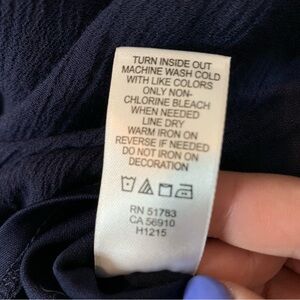 TURN INSIDE OUT
MACHINE WASH COLD
WITH LIKE COLORS
ONLY NON-
CHLORINE BLEACH
WHEN NEEDED
LINE DRY
WARM IRON ON
REVERSE IF NEEDED
DO NOT IRON ON
DECORATION
RN 51783
CA 56910
H1215